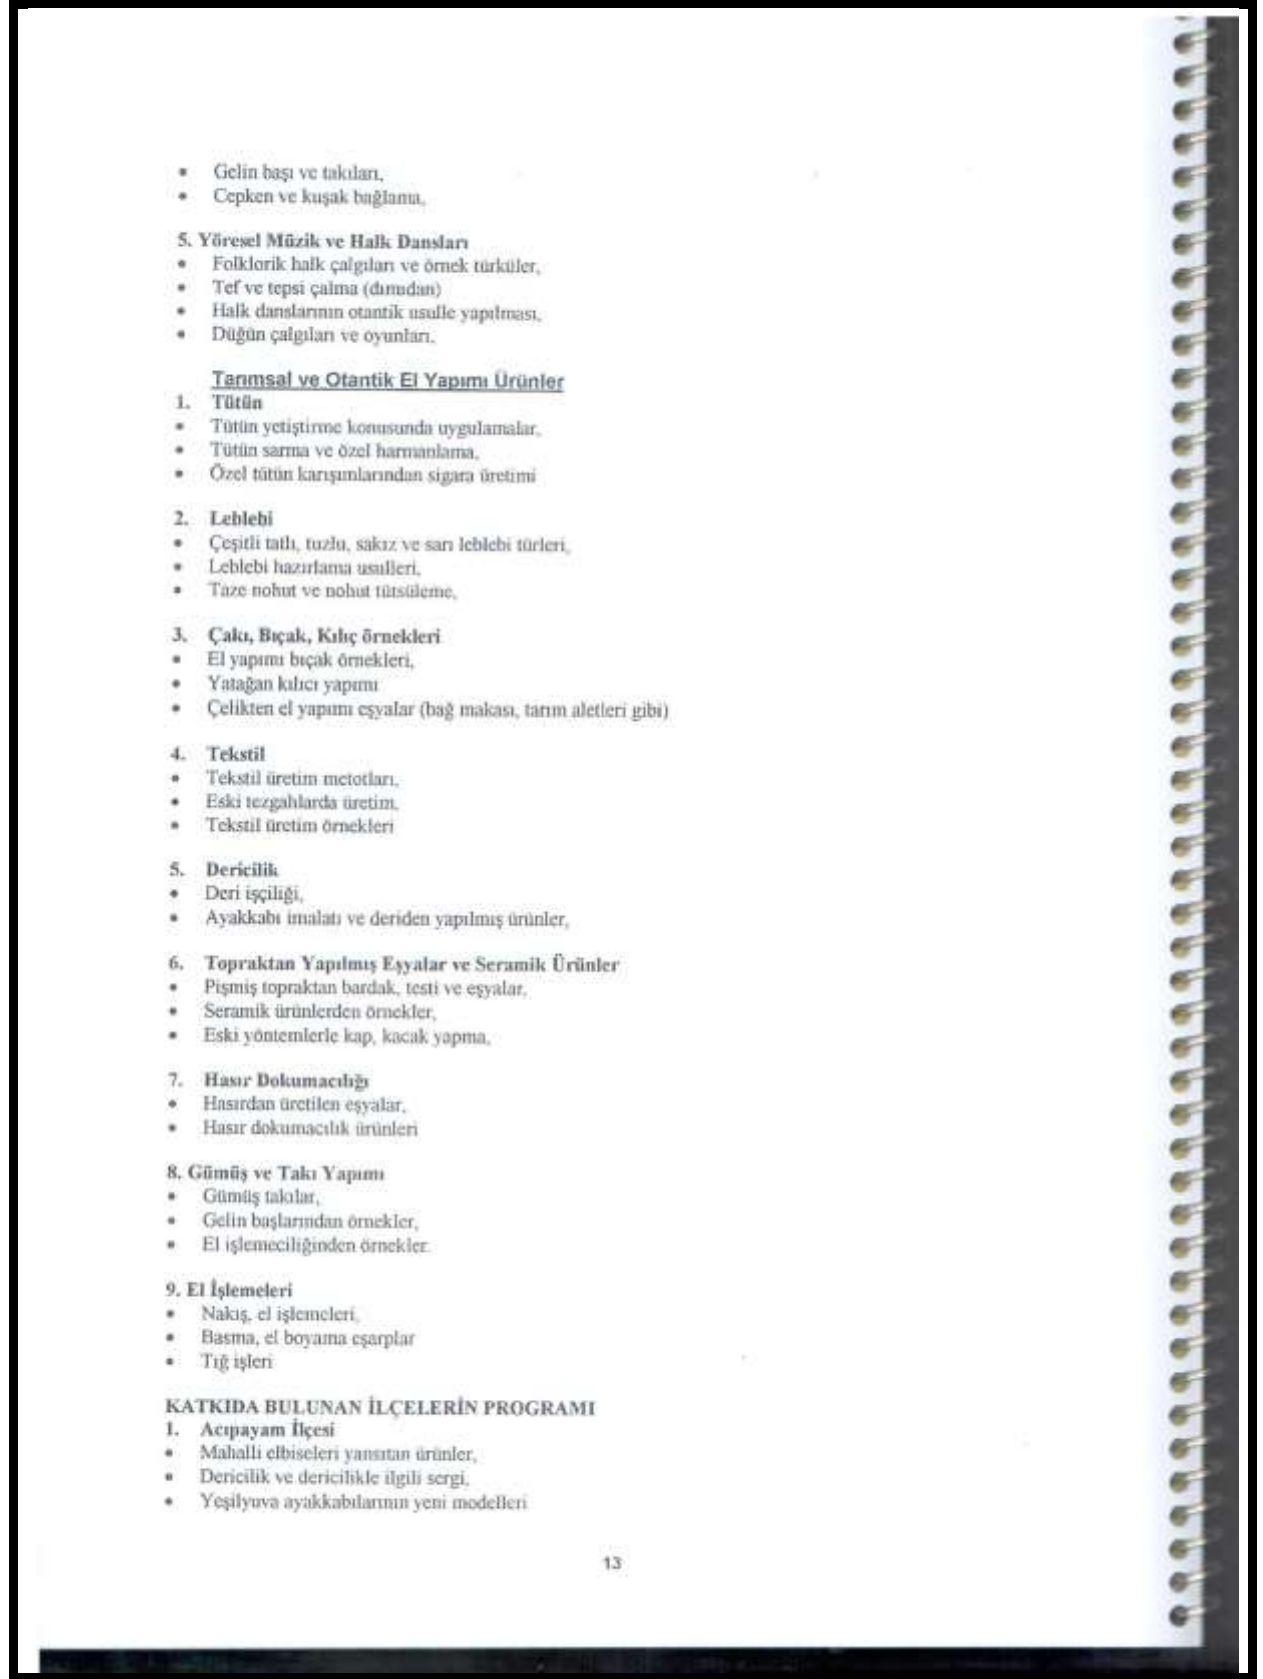 • Gelin başı ve takıları,
• Cepken ve kuşak bağlama,
5. Yöresel Müzik ve Halk Dansları
• Folklorik halk çalgıları ve örnek türküler,
• Tef ve tepsi çalma (dımıdan)
• Halk danslarının otantik usulle yapılması,
• Düğün çalgıları ve oyunları.
Tarımsal ve Otantik El Yapımı Ürünler
1. Tütün
• Tütün yetiştirme konusunda uygulamalar,
• Tütün sarma ve özel harmanlama,
• Özel tütün karışımlarından sigara üretimi
2. Leblebi
• Çeşitli tatlı, tuzlu, sakız ve sarı leblebi türleri,
• Leblebi hazırlama usulleri,
• Taze nohut ve nohut tütsüleme,
3. Çakı, Bıçak, Kılıç örnekleri
• El yapımı bıçak örnekleri,
• Yatağan kılıcı yapımı
• Çelikten el yapımı eşyalar (bağ makası, tarım aletleri gibi)
4. Tekstil
• Tekstil üretim metotları,
• Eski tezgahlarda üretim,
• Tekstil üretim örnekleri
5. Dericilik
• Deri işçiliği,
• Ayakkabı imalatı ve deriden yapılmış ürünler,
6. Topraktan Yapılmış Eşyalar ve Seramik Ürünler
• Pişmiş topraktan bardak, testi ve eşyalar,
• Seramik ürünlerden örnekler,
• Eski yöntemlerle kap, kacak yapma,
7. Hasır Dokumacılığı
• Hasırdan üretilen eşyalar,
• Hasır dokumacılık ürünleri
8. Gümüş ve Takı Yapımı
• Gümüş takılar,
• Gelin başlarından örnekler,
• El işlemeciliğinden örnekler.
9. El İşlemeleri
• Nakış, el işlemeleri,
• Basma, el boyama eşarplar
• Tığ işleri
KATKIDA BULUNAN İLÇELERİN PROGRAMI
1. Acıpayam İlçesi
• Mahalli elbiseleri yansıtan ürünler,
• Dericilik ve dericilikle ilgili sergi,
• Yeşilyuva ayakkabılarının yeni modelleri
13